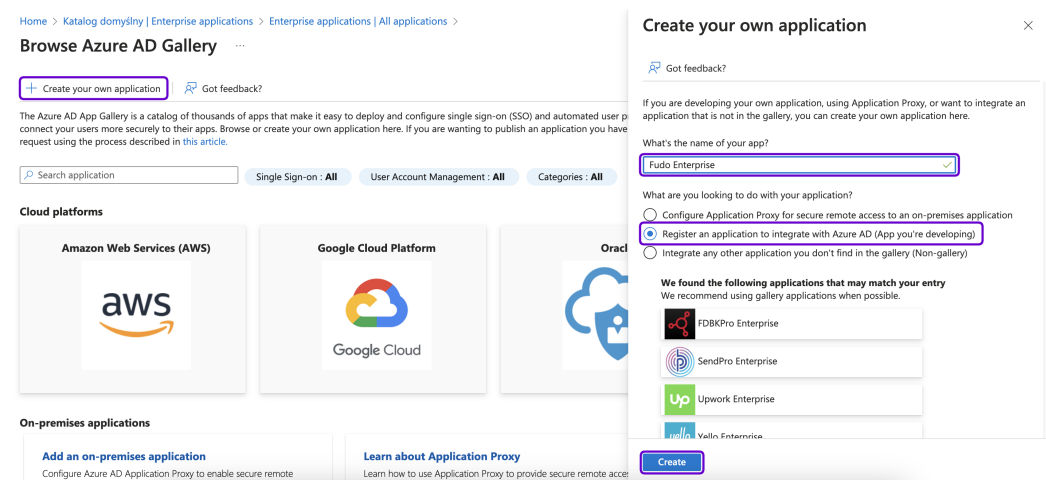 Home > Katalog domyślny | Enterprise applications > Enterprise applications | All applications >
Browse Azure AD Gallery ...
+ Create your own application
Got feedback?
The Azure AD App Gallery is a catalog of thousands of apps that make it easy to deploy and configure single sign-on (SSO) and automated user p
connect your users more securely to their apps. Browse or create your own application here. If you are wanting to publish an application you have
request using the process described in this article.
Search application
Single Sign-on : All
User Account Management : All
Categories : All
Cloud platforms
Amazon Web Services (AWS)
aws
Google Cloud Platform
Google Cloud
Oracl
On-premises applications
Add an on-premises application
Configure Azure AD Application Proxy to enable secure remote
Learn about Application Proxy
Learn how to use Application Proxy to provide secure remote acce
Create your own application
Got feedback?
If you are developing your own application, using Application Proxy, or want to integrate an
application that is not in the gallery, you can create your own application here.
What's the name of your app?
Fudo Enterprise
What are you looking to do with your application?
Configure Application Proxy for secure remote access to an on-premises application
Register an application to integrate with Azure AD (App you're developing)
Integrate any other application you don't find in the gallery (Non-gallery)
We found the following applications that may match your entry
We recommend using gallery applications when possible.
FDBKPro Enterprise
SendPro Enterprise
Up
Upwork Enterprise
yello
Yello Enterprise
Create